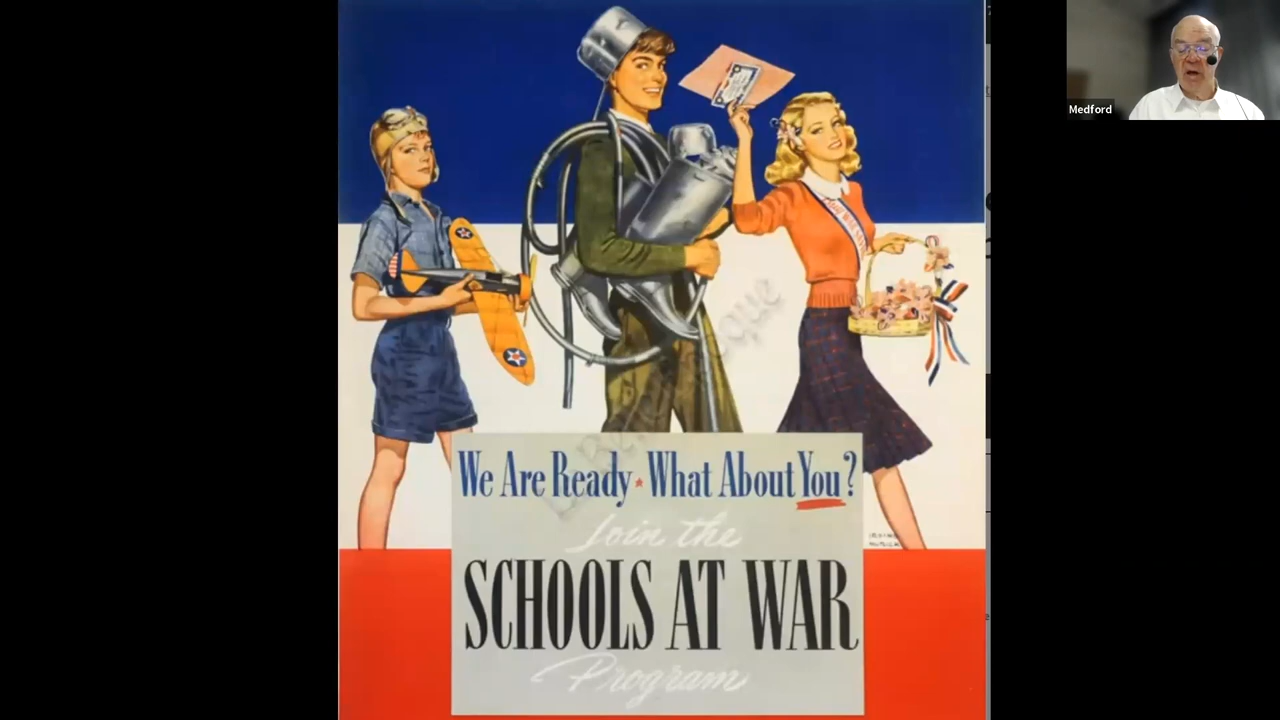 Medford
We Are Ready ★ What About You?
Join the
SCHOOLS AT WAR
Program